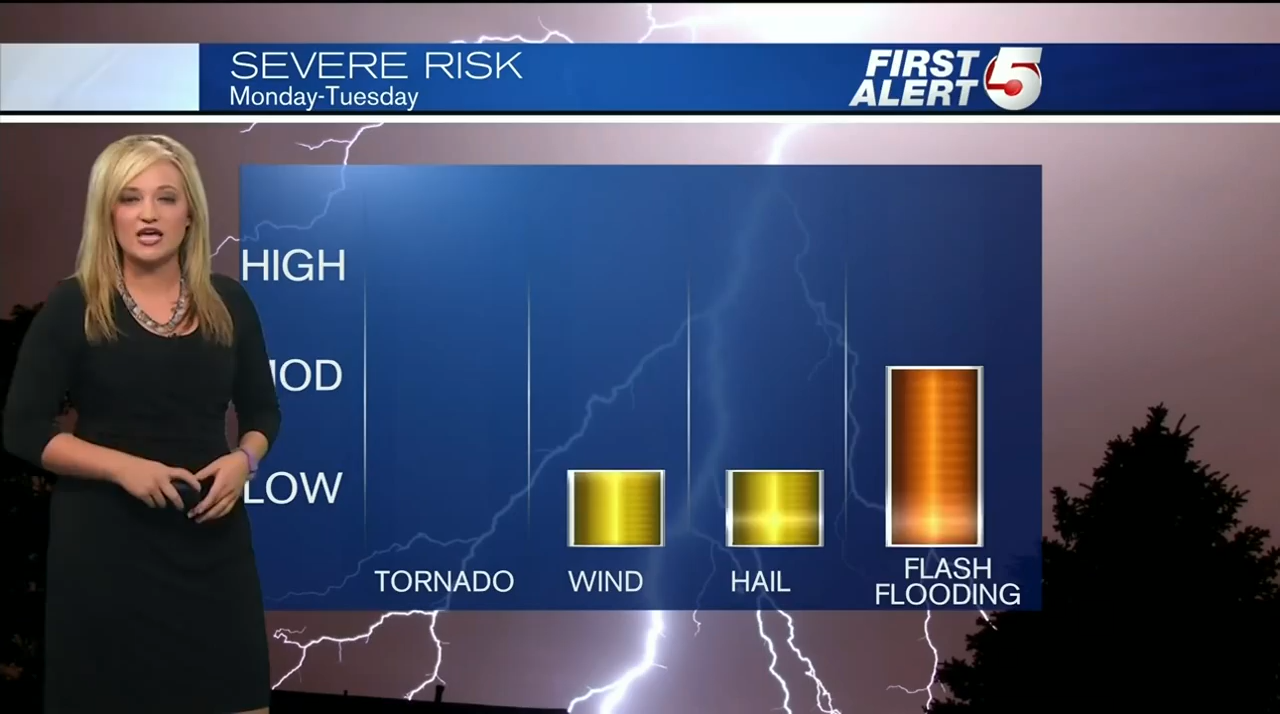 SEVERE RISK
Monday-Tuesday
FIRST
ALERT 5
HIGH
MOD
LOW
TORNADO
WIND
HAIL
FLASH
FLOODING